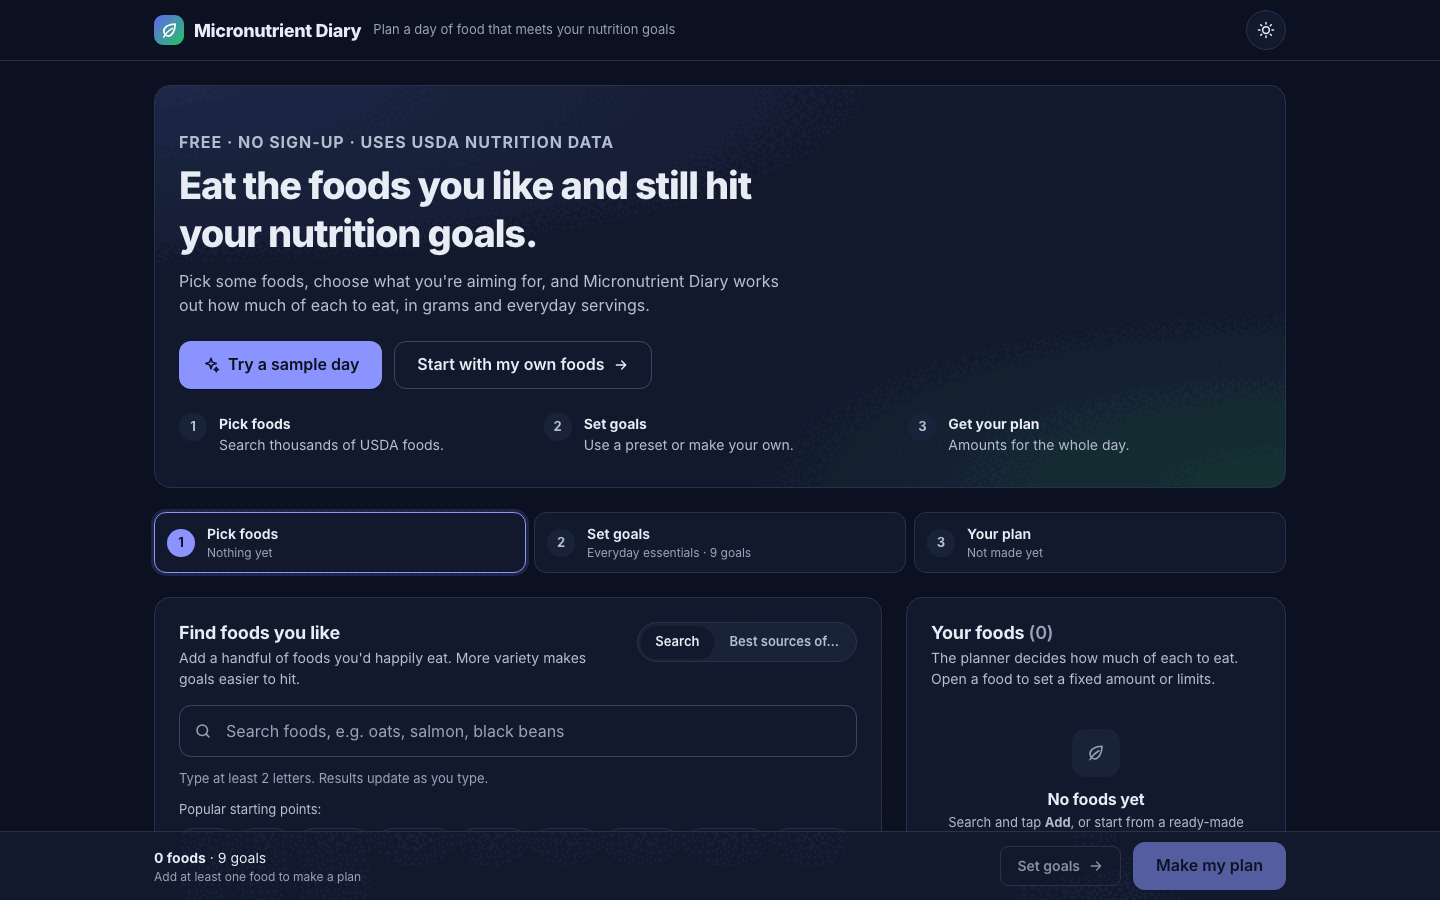 Micronutrient Diary
Plan a day of food that meets your nutrition goals
FREE · NO SIGN-UP · USES USDA NUTRITION DATA
Eat the foods you like and still hit
your nutrition goals.
Pick some foods, choose what you're aiming for, and Micronutrient Diary works
out how much of each to eat, in grams and everyday servings.
Try a sample day
Start with my own foods →
1 Pick foods
Search thousands of USDA foods.
2 Set goals
Use a preset or make your own.
3 Get your plan
Amounts for the whole day.
1 Pick foods
Nothing yet
2 Set goals
Everyday essentials · 9 goals
3 Your plan
Not made yet
Find foods you like
Add a handful of foods you'd happily eat. More variety makes
goals easier to hit.
Search
Best sources of...
Search foods, e.g. oats, salmon, black beans
Type at least 2 letters. Results update as you type.
Popular starting points:
Your foods (0)
The planner decides how much of each to eat.
Open a food to set a fixed amount or limits.
No foods yet
Search and tap Add, or start from a ready-made
0 foods · 9 goals
Add at least one food to make a plan
Set goals →
Make my plan